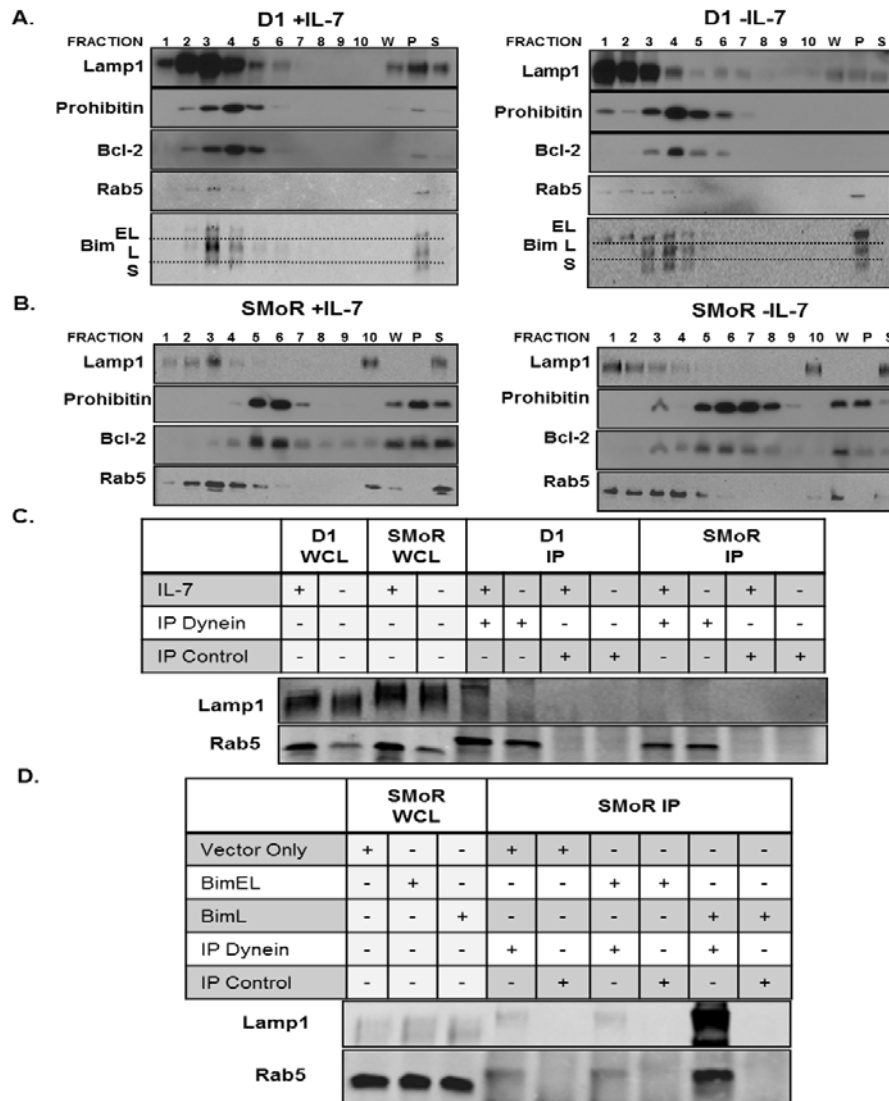 A.
D1 +IL-7
FRACTION 1 2 3 4 5 6 7 8 9 10 W P S
Lamp1
Prohibitin
Bcl-2
Rab5
EL
Bim L
S
D1 -IL-7
FRACTION 1 2 3 4 5 6 7 8 9 10 W P S
Lamp1
Prohibitin
Bcl-2
Rab5
EL
Bim L
S
B.
SMoR +IL-7
FRACTION 1 2 3 4 5 6 7 8 9 10 W P S
Lamp1
Prohibitin
Bcl-2
Rab5
SMoR -IL-7
FRACTION 1 2 3 4 5 6 7 8 9 10 W P S
Lamp1
Prohibitin
Bcl-2
Rab5
C.
D1 SMoR D1 SMoR
WCL WCL IP IP
IL-7 + - + - + - + - + - + -
IP Dynein - - - - + + - - + + - -
IP Control - - - - - - + + - - + +
Lamp1
Rab5
D.
SMoR SMoR IP
WCL
Vector Only + - - + + - - - -
BimEL - + - - - + + - -
BimL - - + - - - - + +
IP Dynein - - - + - + - + -
IP Control - - - - + - + - +
Lamp1
Rab5